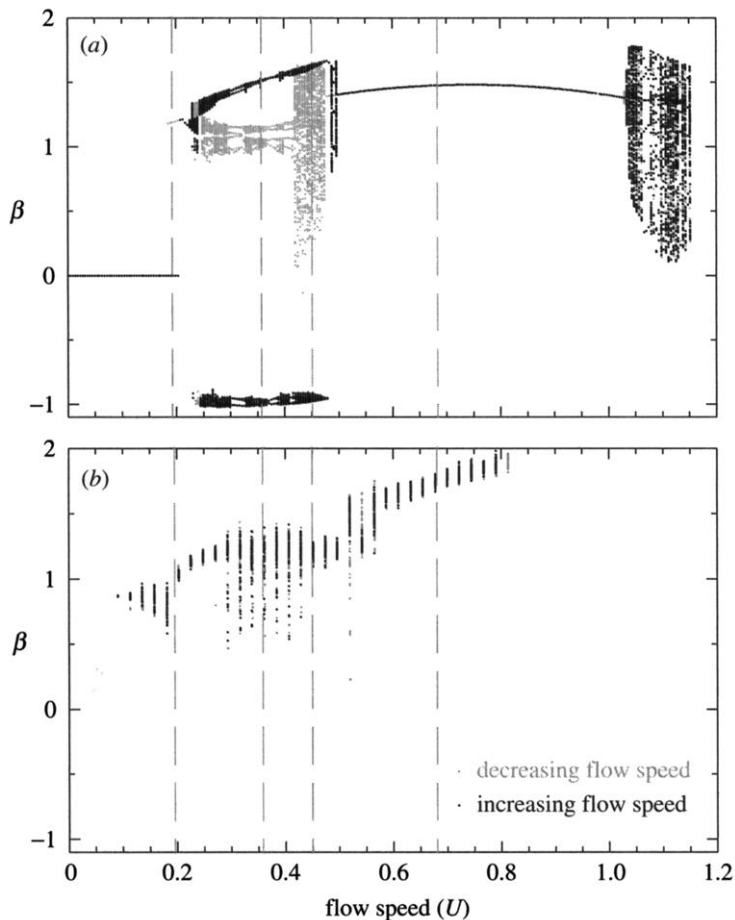 2
(a)
1
β
0
−1
2
(b)
1
β
0
decreasing flow speed
increasing flow speed
−1
0 0.2 0.4 0.6 0.8 1.0 1.2
flow speed (U)